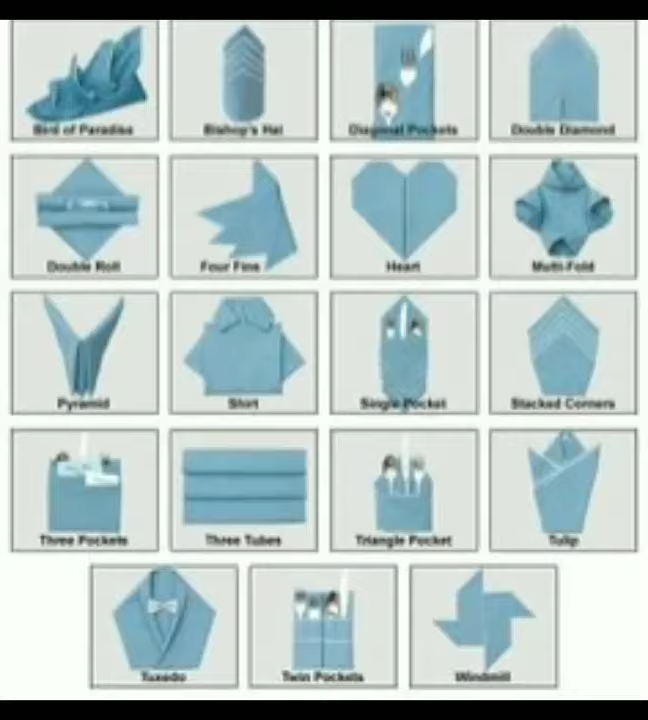 Bird of Paradise
Bishop's Hat
Diagonal Pockets
Double Diamond
Double Roll
Four Fins
Heart
Multi-Fold
Pyramid
Shirt
Single Pocket
Stacked Corners
Three Pockets
Three Tubes
Triangle Pocket
Tulip
Tuxedo
Twin Pockets
Windmill